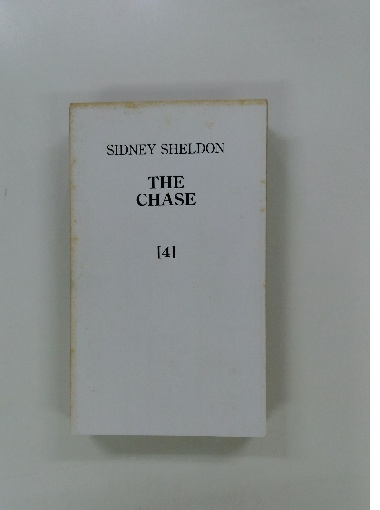 SIDNEY SHELDON
THE
CHASE
[4]